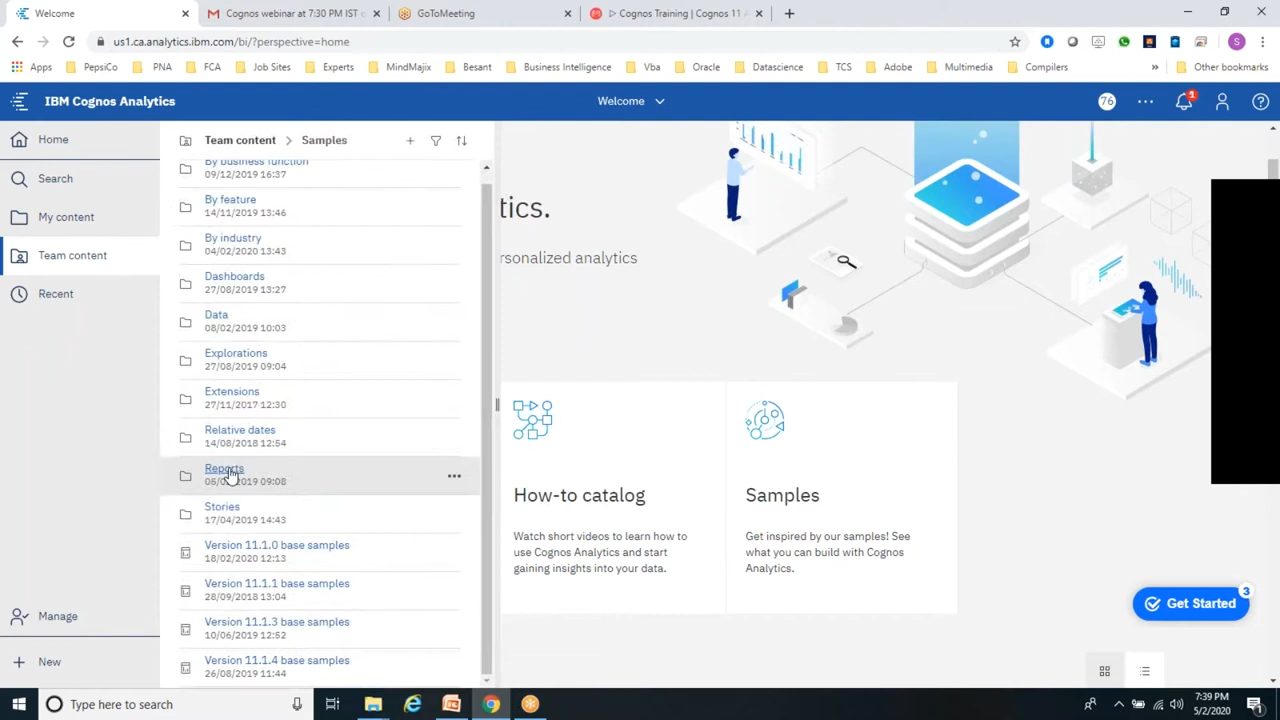 Welcome
Cognos webinar at 7:30 PM IST
GoToMeeting
Cognos Training | Cognos 11 A
us1.ca.analytics.ibm.com/bi/?perspective=home
Apps
PepsiCo
PNA
FCA
Job Sites
Experts
MindMajix
Besant
Business Intelligence
Vba
Oracle
Datascience
TCS
Adobe
Multimedia
Compilers
»
Other bookmarks
IBM Cognos Analytics
Welcome
76
1
Home
Search
My content
Team content
Recent
Manage
New
Team content > Samples
By business function
09/12/2019 16:37
By feature
14/11/2019 13:46
By industry
04/02/2020 13:43
Dashboards
27/08/2019 13:27
Data
08/02/2019 10:03
Explorations
27/08/2019 09:04
Extensions
27/11/2017 12:30
Relative dates
14/08/2018 12:54
Reports
2019 09:08
Stories
17/04/2019 14:43
Version 11.1.0 base samples
18/02/2020 12:13
Version 11.1.1 base samples
28/09/2018 13:04
Version 11.1.3 base samples
10/06/2019 12:52
Version 11.1.4 base samples
26/08/2019 11:44
tics.
rsonalized analytics
How-to catalog
Watch short videos to learn how to
use Cognos Analytics and start
gaining insights into your data.
Samples
Get inspired by our samples! See
what you can build with Cognos
Analytics.
Get Started
3
Type here to search
7:39 PM
5/2/2020
1